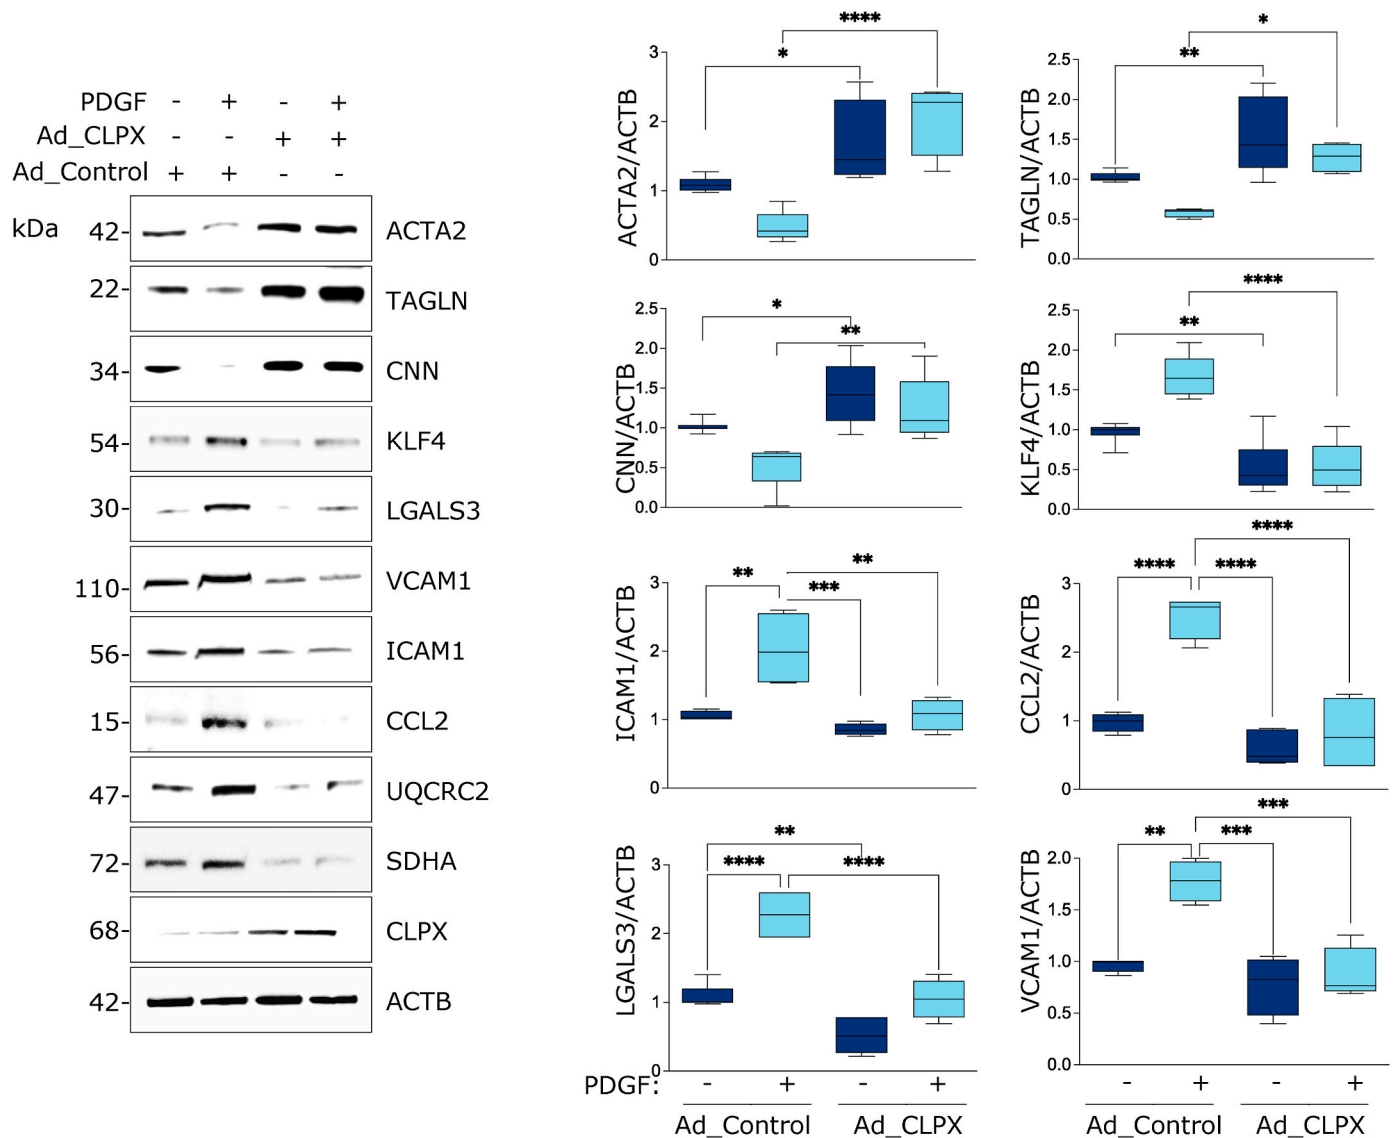 PDGF - + - +
Ad_CLPX - - + +
Ad_Control + + - -
kDa
42- ACTA2
22- TAGLN
34- CNN
54- KLF4
30- LGALS3
110- VCAM1
56- ICAM1
15- CCL2
47- UQCRC2
72- SDHA
68- CLPX
42- ACTB
ACTA2/ACTB
3
2
1
0
*
****
TAGLN/ACTB
2.5
2.0
1.5
1.0
0.5
0.0
**
*
CNN/ACTB
2.5
2.0
1.5
1.0
0.5
0.0
*
**
KLF4/ACTB
2.5
2.0
1.5
1.0
0.5
0.0
**
****
ICAM1/ACTB
3
2
1
0
**
***
**
CCL2/ACTB
3
2
1
0
****
****
****
LGALS3/ACTB
3
2
1
0
**
****
****
VCAM1/ACTB
2.0
1.5
1.0
0.5
0.0
**
***
***
PDGF: - + - + - + - +
Ad_Control Ad_CLPX Ad_Control Ad_CLPX